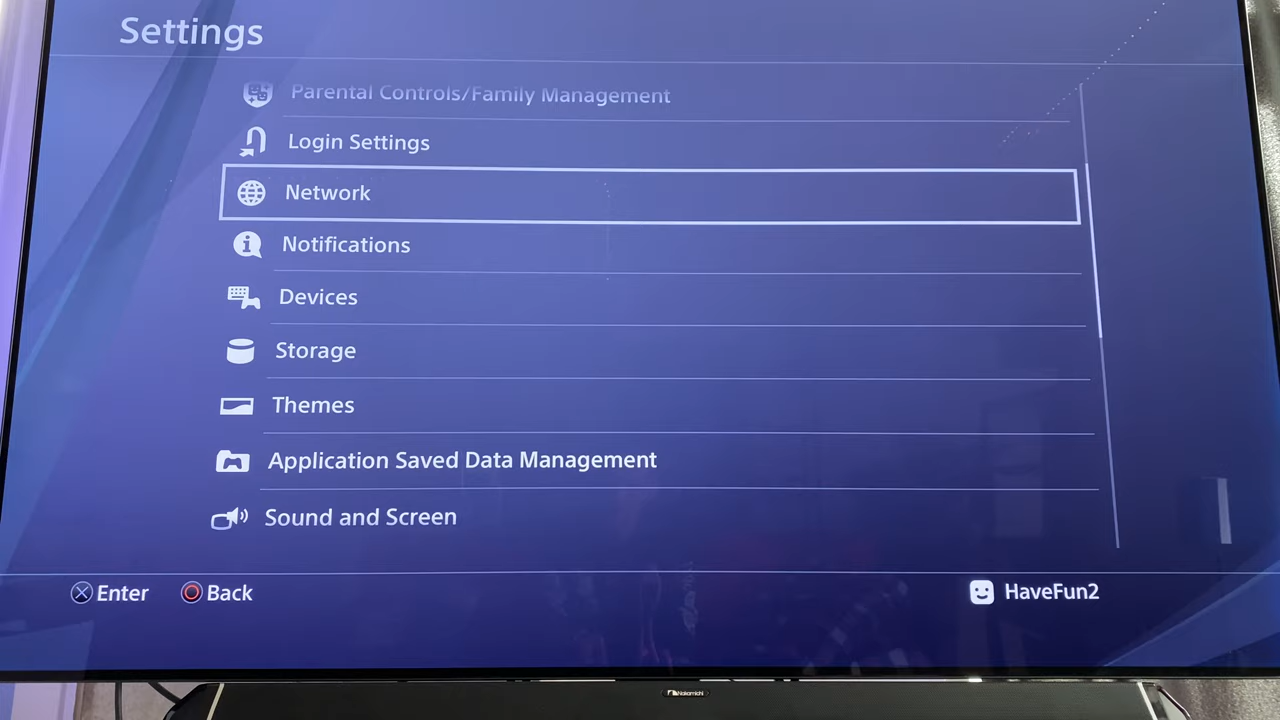 Settings
Parental Controls/Family Management
Login Settings
Network
Notifications
Devices
Storage
Themes
Application Saved Data Management
Sound and Screen
Enter
Back
HaveFun2
Nakamichi